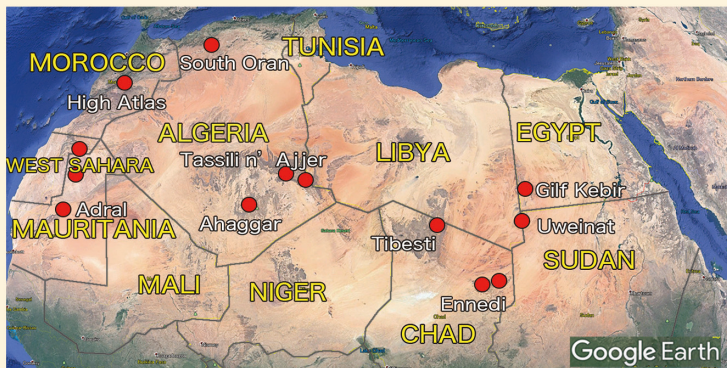 TUNISIA
MOROCCO
South Oran
High Atlas
ALGERIA
EGYPT
LIBYA
WEST SAHARA
Tassili n' Ajjer
Gilf Kebir
Adral
Ahaggar
MAURITANIA
Uweinat
Tibesti
SUDAN
MALI
NIGER
Ennedi
CHAD
Google Earth